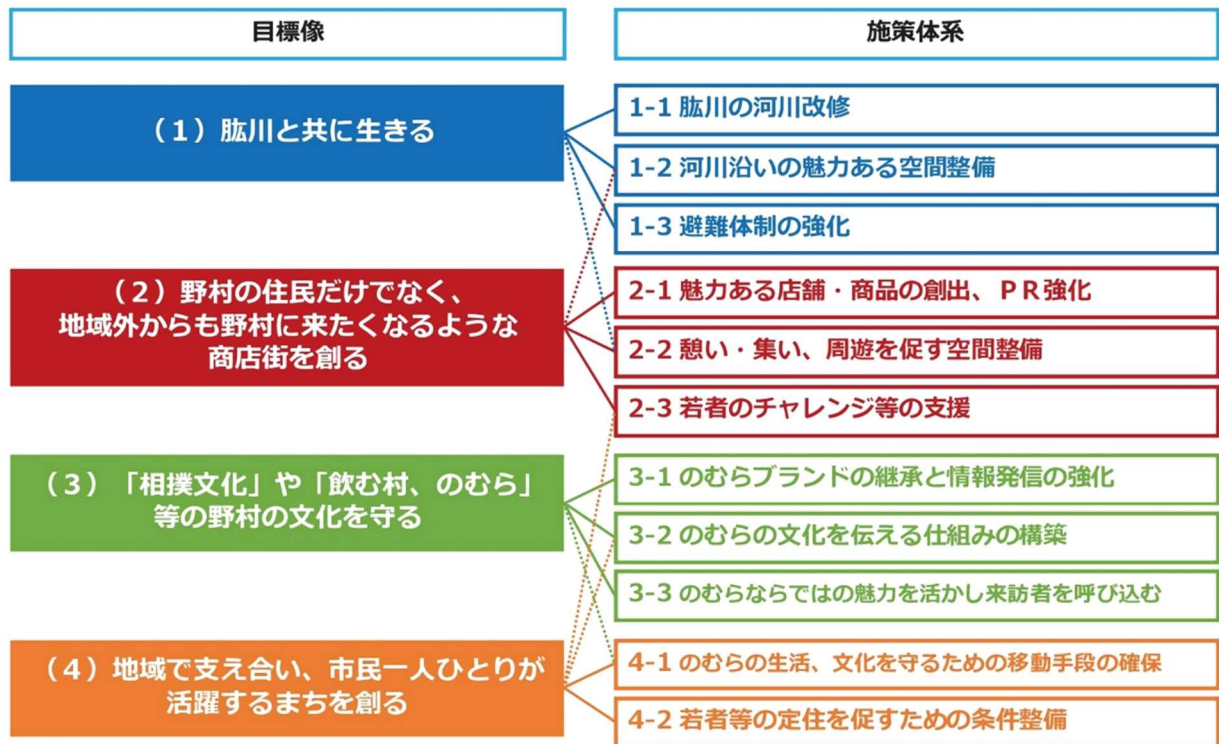 目標像
施策体系
（１）肱川と共に生きる
1-1 肱川の河川改修
1-2 河川沿いの魅力ある空間整備
1-3 避難体制の強化
（２）野村の住民だけでなく、
地域外からも野村に来たくなるような
商店街を創る
2-1 魅力ある店舗・商品の創出、ＰＲ強化
2-2 憩い・集い、周遊を促す空間整備
2-3 若者のチャレンジ等の支援
（３）「相撲文化」や「飲む村、のむら」
等の野村の文化を守る
3-1 のむらブランドの継承と情報発信の強化
3-2 のむらの文化を伝える仕組みの構築
3-3 のむらならではの魅力を活かし来訪者を呼び込む
（４）地域で支え合い、市民一人ひとりが
活躍するまちを創る
4-1 のむらの生活、文化を守るための移動手段の確保
4-2 若者等の定住を促すための条件整備